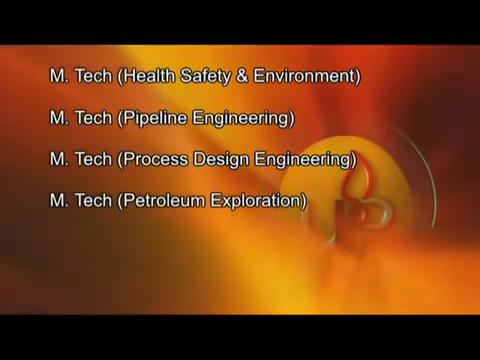 M. Tech (Health Safety & Environment)
M. Tech (Pipeline Engineering)
M. Tech (Process Design Engineering)
M. Tech (Petroleum Exploration)